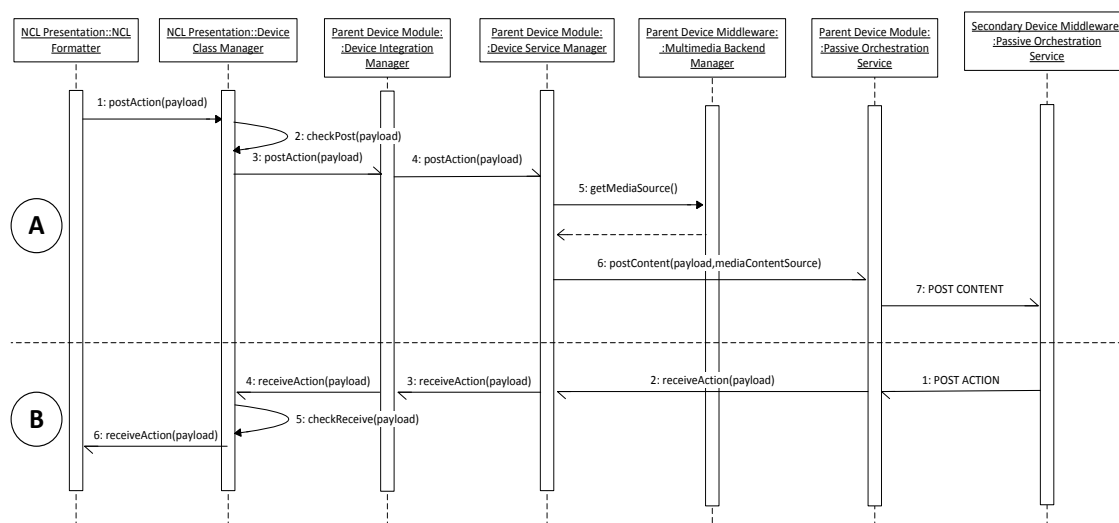 NCL Presentation::NCL
Formatter
NCL Presentation::Device
Class Manager
Parent Device Module:
:Device Integration
Manager
Parent Device Module:
:Device Service Manager
Parent Device Middleware:
:Multimedia Backend
Manager
Parent Device Module:
:Passive Orchestration
Service
Secondary Device Middleware:
:Passive Orchestration
Service
1: postAction(payload)
2: checkPost(payload)
3: postAction(payload)
4: postAction(payload)
5: getMediaSource()
A
6: postContent(payload,mediaContentSource)
7: POST CONTENT
4: receiveAction(payload)
3: receiveAction(payload)
2: receiveAction(payload)
1: POST ACTION
B
5: checkReceive(payload)
6: receiveAction(payload)